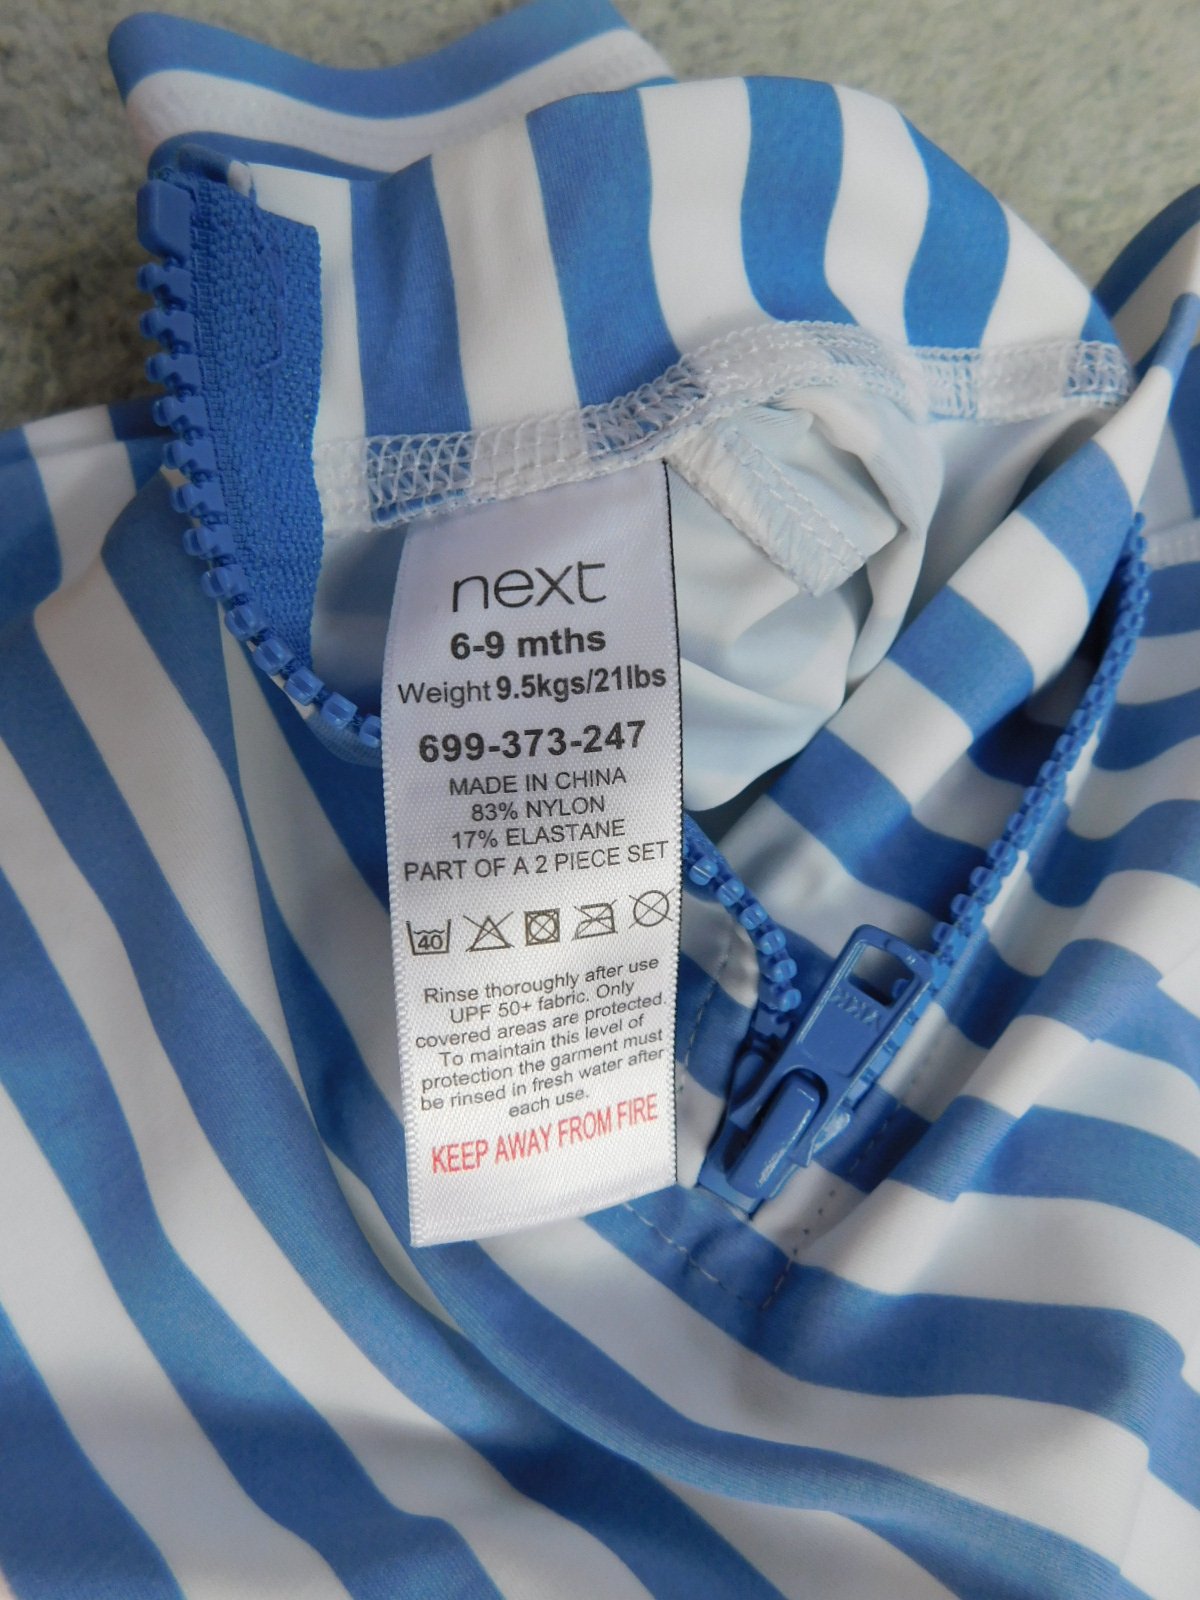 next
6-9 mths
Weight 9.5kgs/21lbs
699-373-247
MADE IN CHINA
83% NYLON
17% ELASTANE
PART OF A 2 PIECE SET
40
Rinse thoroughly after use
UPF 50+ fabric. Only
covered areas are protected.
To maintain this level of
protection the garment must
be rinsed in fresh water after
each use.
KEEP AWAY FROM FIRE
YKK